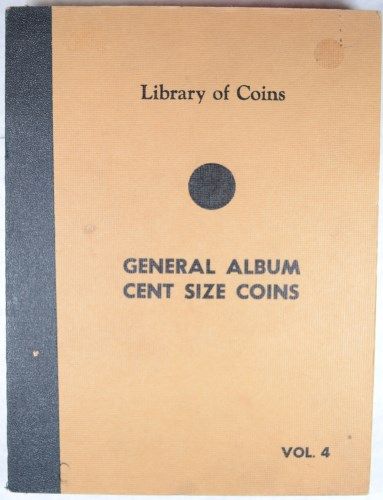 Library of Coins
GENERAL ALBUM
CENT SIZE COINS
VOL. 4